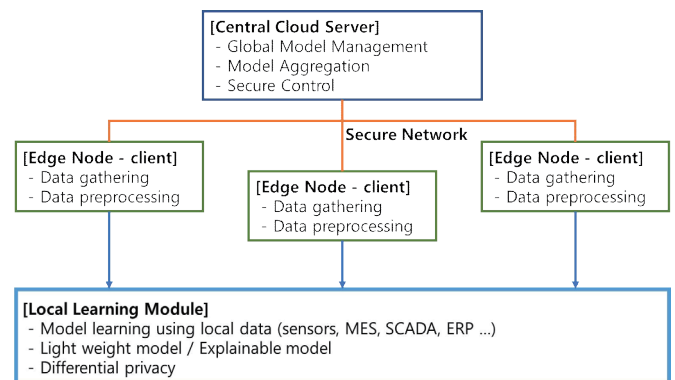 [Central Cloud Server]
- Global Model Management
- Model Aggregation
- Secure Control
Secure Network
[Edge Node - client]
- Data gathering
- Data preprocessing
[Edge Node - client]
- Data gathering
- Data preprocessing
[Edge Node - client]
- Data gathering
- Data preprocessing
[Local Learning Module]
- Model learning using local data (sensors, MES, SCADA, ERP ...)
- Light weight model / Explainable model
- Differential privacy